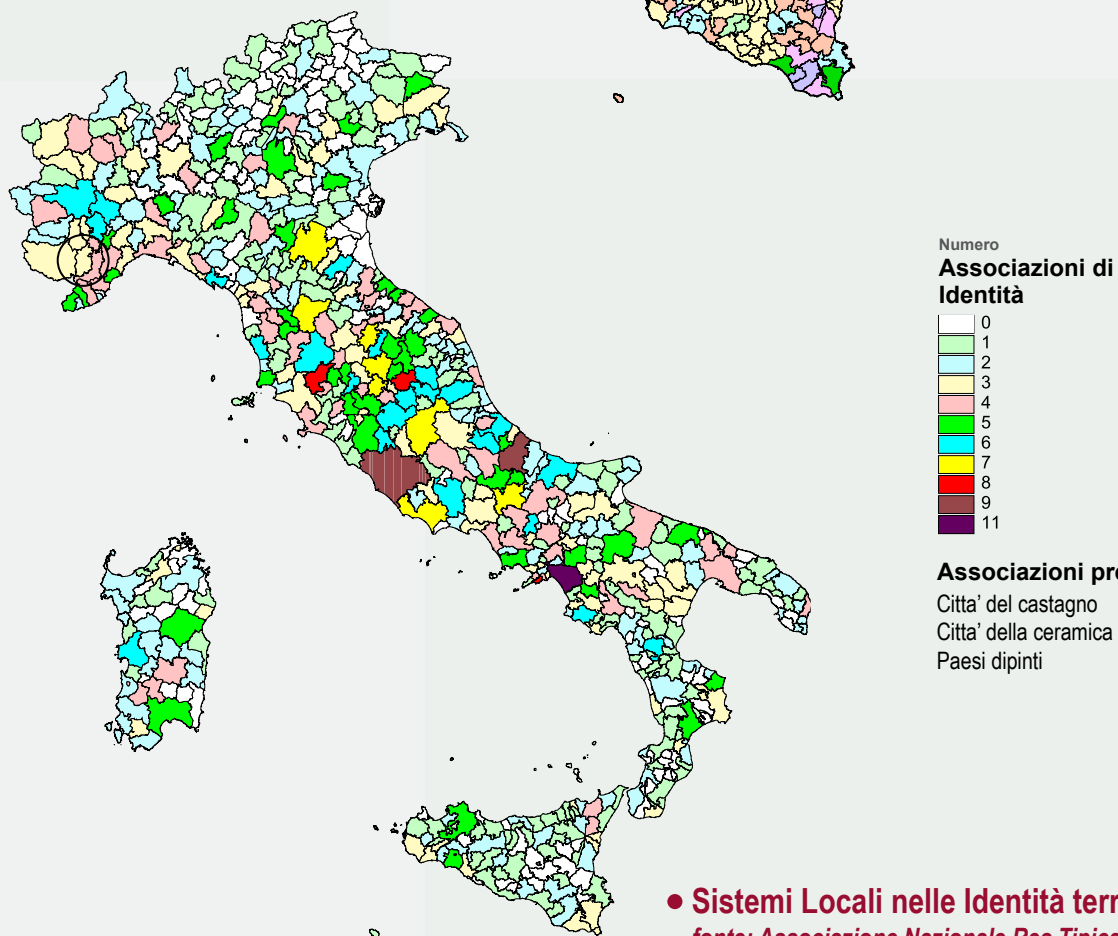 Numero
Associazioni di
Identità
0
1
2
3
4
5
6
7
8
9
11
Associazioni pr
Citta' del castagno
Citta' della ceramica
Paesi dipinti
• Sistemi Locali nelle Identità terr